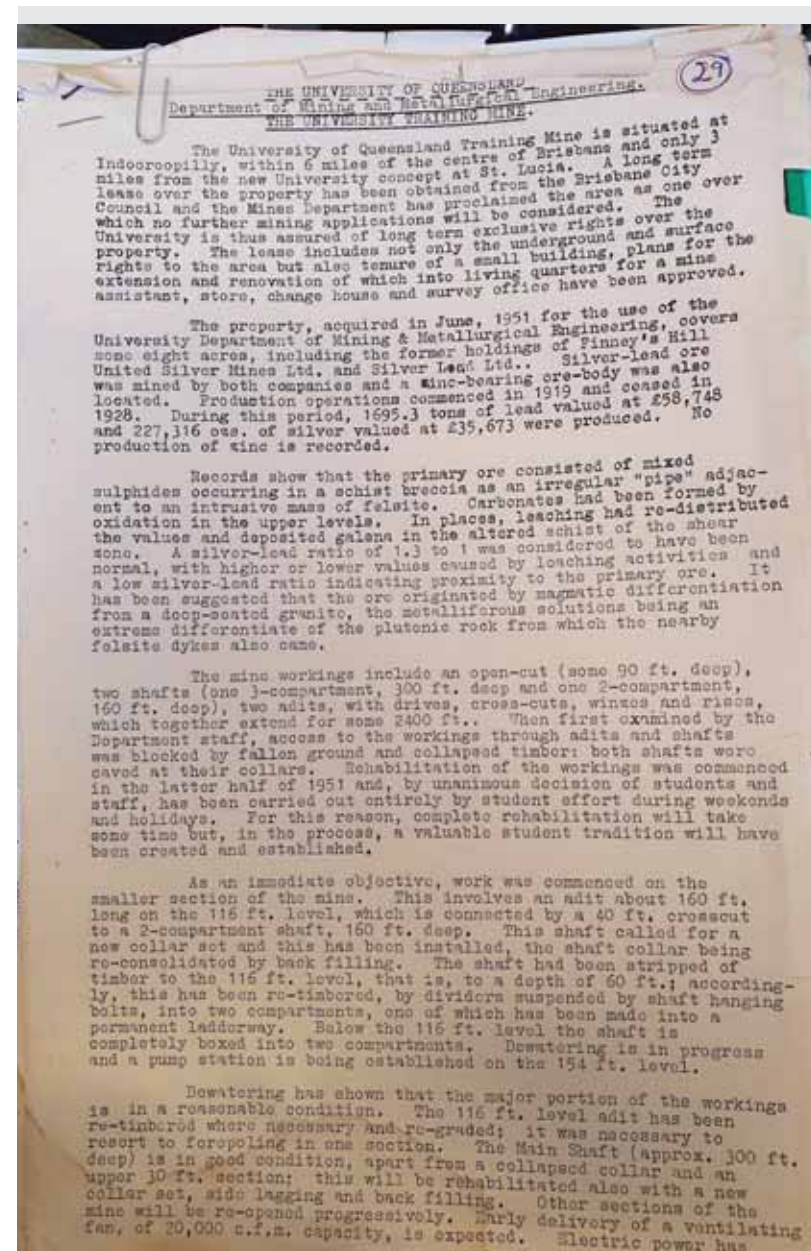 29
THE UNIVERSITY OF QUEENSLAND
Department of Mining and Metallurgical Engineering.
THE UNIVERSITY TRAINING MINE.
The University of Queensland Training Mine is situated at
Indooroopilly, within 6 miles of the centre of Brisbane and only 3
miles from the new University concept at St. Lucia. A long term
lease over the property has been obtained from the Brisbane City
Council and the Mines Department has proclaimed the area as one over
which no further mining applications will be considered. The
University is thus assured of long term exclusive rights over the
property. The lease includes not only the underground and surface
rights to the area but also tenure of a small building, plans for the
extension and renovation of which into living quarters for a mine
assistant, store, change house and survey office have been approved.
The property, acquired in June, 1951 for the use of the
University Department of Mining & Metallurgical Engineering, covers
some eight acres, including the former holdings of Finney's Hill
United Silver Mines Ltd. and Silver Lead Ltd.. Silver-lead ore
was mined by both companies and a zinc-bearing ore-body was also
located. Production operations commenced in 1919 and ceased in
1928. During this period, 1695.3 tons of lead valued at £58,748
and 227,316 ozs. of silver valued at £35,673 were produced. No
production of zinc is recorded.
Records show that the primary ore consisted of mixed
sulphides occurring in a schist breccia as an irregular "pipe" adjac-
ent to an intrusive mass of felsite. Carbonates had been formed by
oxidation in the upper levels. In places, leaching had re-distributed
the values and deposited galena in the altered schist of the shear
zone. A silver-lead ratio of 1.3 to 1 was considered to have been
normal, with higher or lower values caused by leaching activities and
a low silver-lead ratio indicating proximity to the primary ore. It
has been suggested that the ore originated by magmatic differentiation
from a deep-seated granite, the metalliferous solutions being an
extreme differentiate of the plutonic rock from which the nearby
felsite dykes also came.
The mine workings include an open-cut (some 90 ft. deep),
two shafts (one 3-compartment, 300 ft. deep and one 2-compartment,
160 ft. deep), two adits, with drives, cross-cuts, winzes and rises,
which together extend for some 2400 ft.. When first examined by the
Department staff, access to the workings through adits and shafts
was blocked by fallen ground and collapsed timber: both shafts were
caved at their collars. Rehabilitation of the workings was commenced
in the latter half of 1951 and, by unanimous decision of students and
staff, has been carried out entirely by student effort during weekends
and holidays. For this reason, complete rehabilitation will take
some time but, in the process, a valuable student tradition will have
been created and established.
As an immediate objective, work was commenced on the
smaller section of the mine. This involves an adit about 160 ft.
long on the 116 ft. level, which is connected by a 40 ft. crosscut
to a 2-compartment shaft, 160 ft. deep. This shaft called for a
new collar set and this has been installed, the shaft collar being
re-consolidated by back filling. The shaft had been stripped of
timber to the 116 ft. level, that is, to a depth of 60 ft.; according-
ly, this has been re-timbered, by dividers suspended by shaft hanging
bolts, into two compartments, one of which has been made into a
permanent ladderway. Below the 116 ft. level the shaft is
completely boxed into two compartments. Dewatering is in progress
and a pump station is being established on the 154 ft. level.
Dewatering has shown that the major portion of the workings
is in a reasonable condition. The 116 ft. level adit has been
re-timbered where necessary and re-graded; it was necessary to
resort to forepoling in one section. The Main Shaft (approx. 300 ft.
deep) is in good condition, apart from a collapsed collar and an
upper 30 ft. section; this will be rehabilitated also with a new
collar set, side lagging and back filling. Other sections of the
mine will be re-opened progressively. Early delivery of a ventilating
fan, of 20,000 c.f.m. capacity, is expected. Electric power has